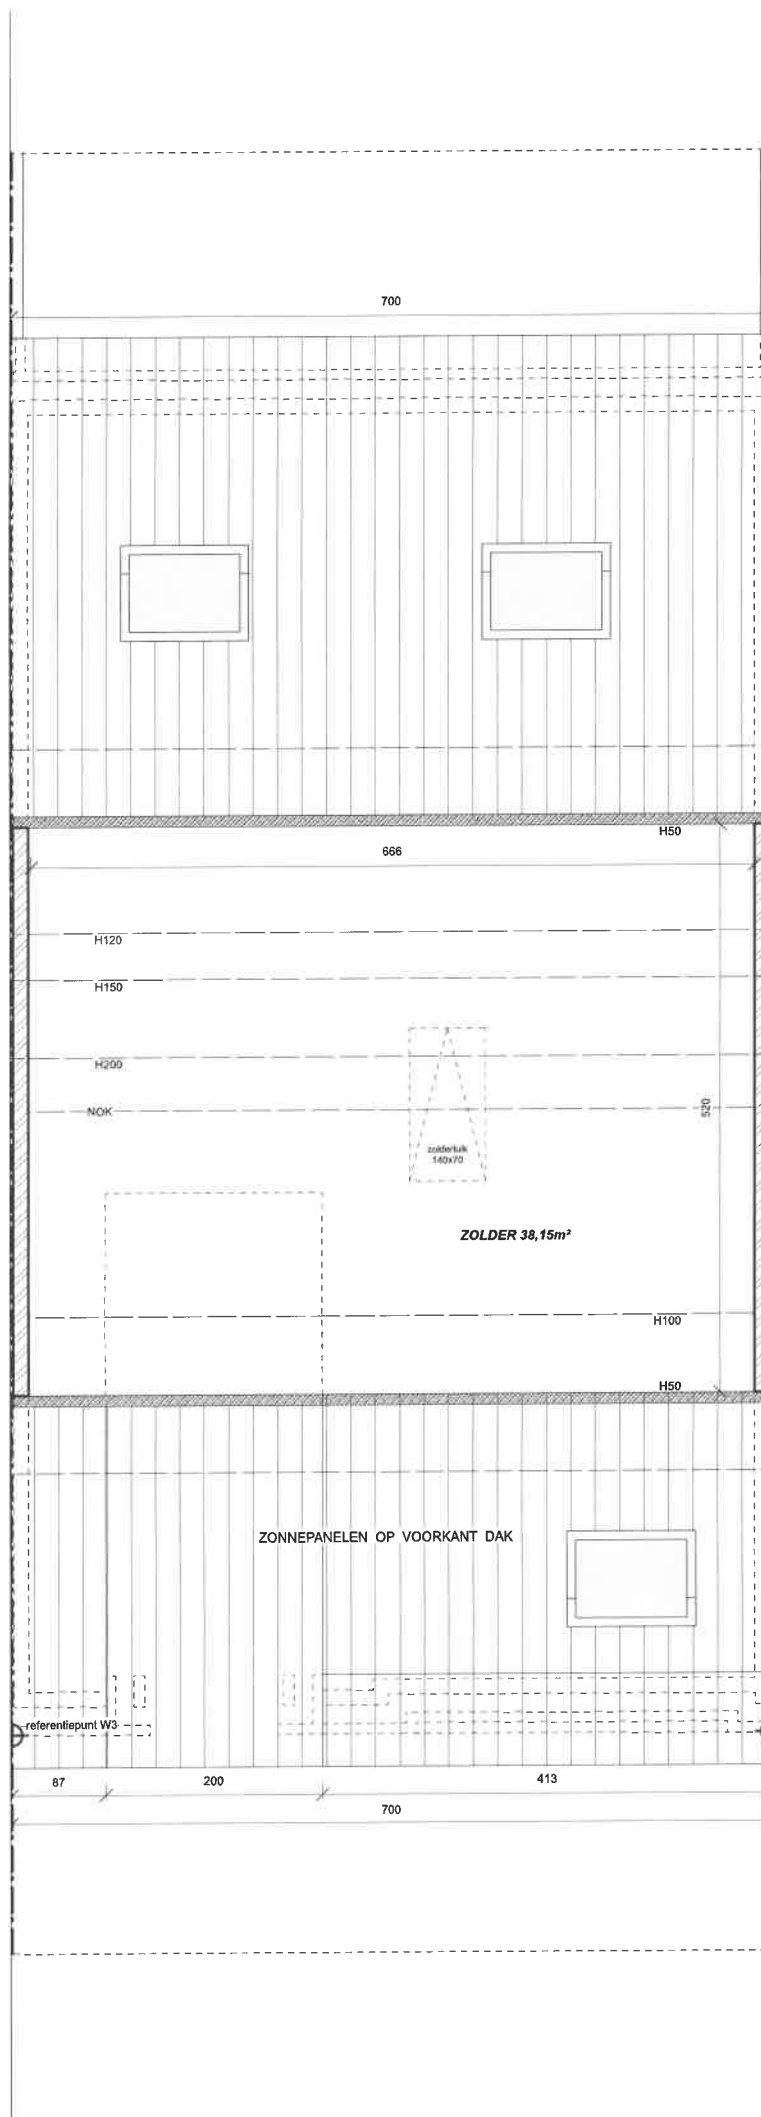 700
H50
666
H120
H150
H200
NOK
520
zolderluik
140x70
ZOLDER 38,15m²
H100
H50
ZONNEPANELEN OP VOORKANT DAK
referentiepunt W3
87
200
413
700